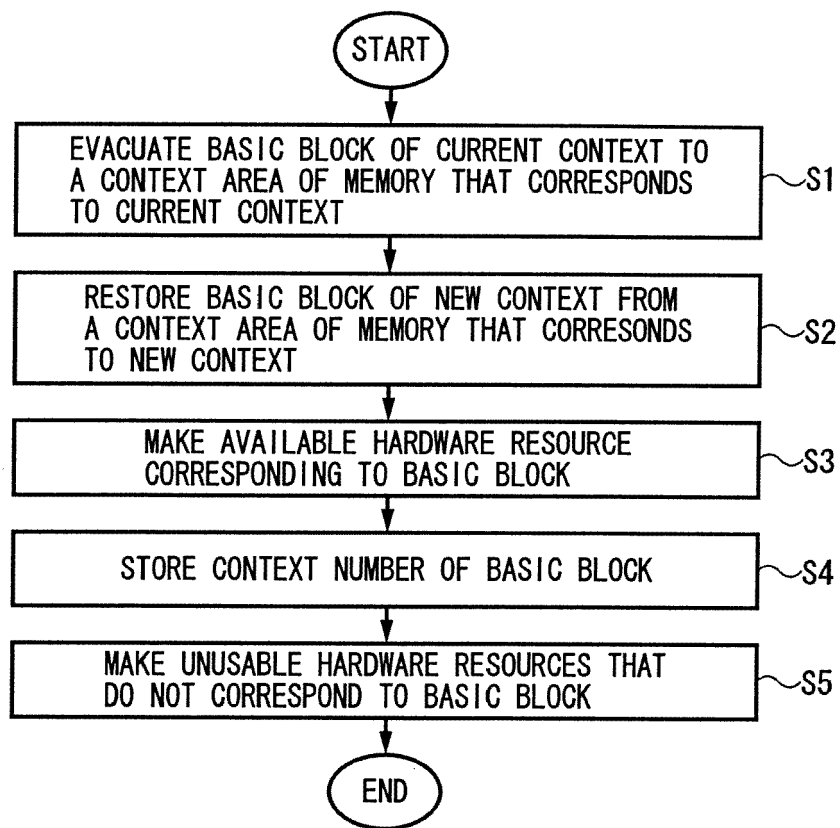 START
EVACUATE BASIC BLOCK OF CURRENT CONTEXT TO
A CONTEXT AREA OF MEMORY THAT CORRESPONDS
TO CURRENT CONTEXT
S1
RESTORE BASIC BLOCK OF NEW CONTEXT FROM
A CONTEXT AREA OF MEMORY THAT CORRESONDS
TO NEW CONTEXT
S2
MAKE AVAILABLE HARDWARE RESOURCE
CORRESPONDING TO BASIC BLOCK
S3
STORE CONTEXT NUMBER OF BASIC BLOCK
S4
MAKE UNUSABLE HARDWARE RESOURCES THAT
DO NOT CORRESPOND TO BASIC BLOCK
S5
END